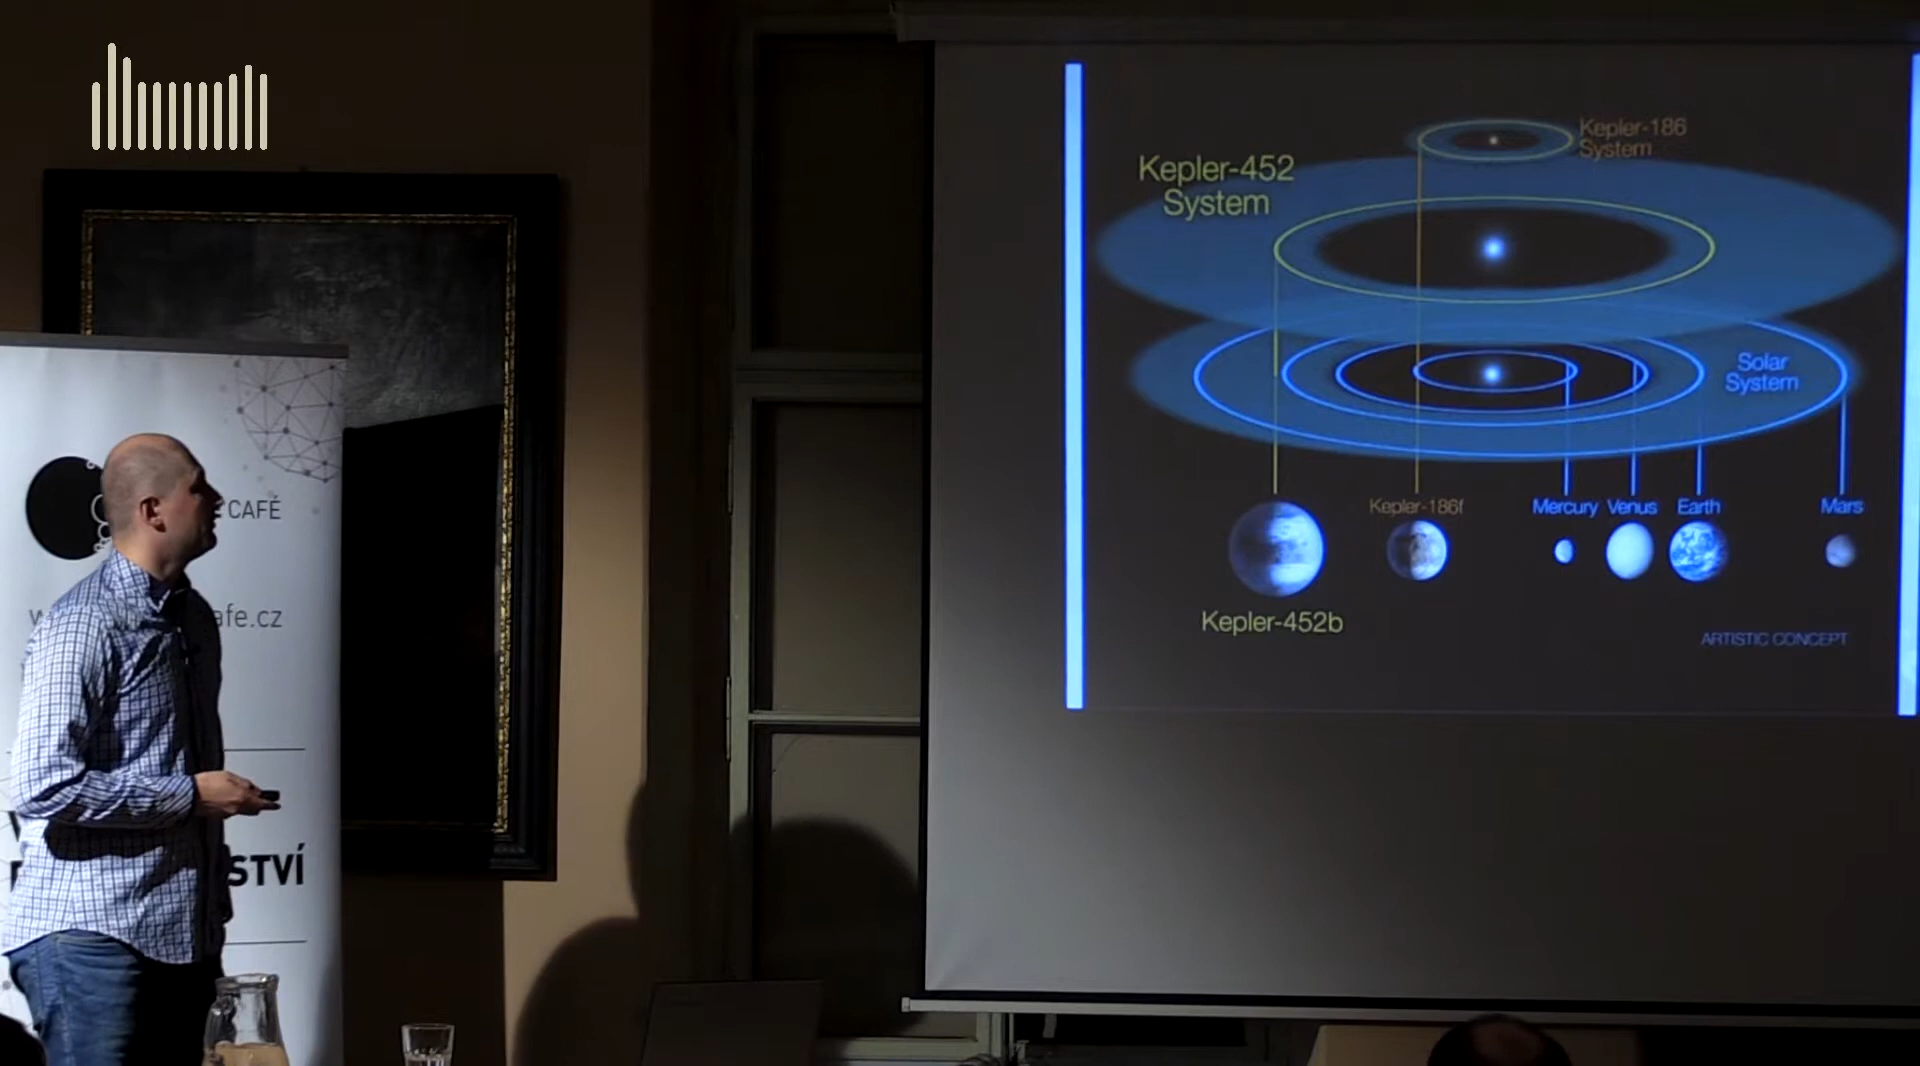 CAFÉ
afe.cz
STVÍ
Kepler-186
System
Kepler-452
System
Solar
System
Kepler-186f
Mercury
Venus
Earth
Mars
Kepler-452b
ARTISTIC CONCEPT